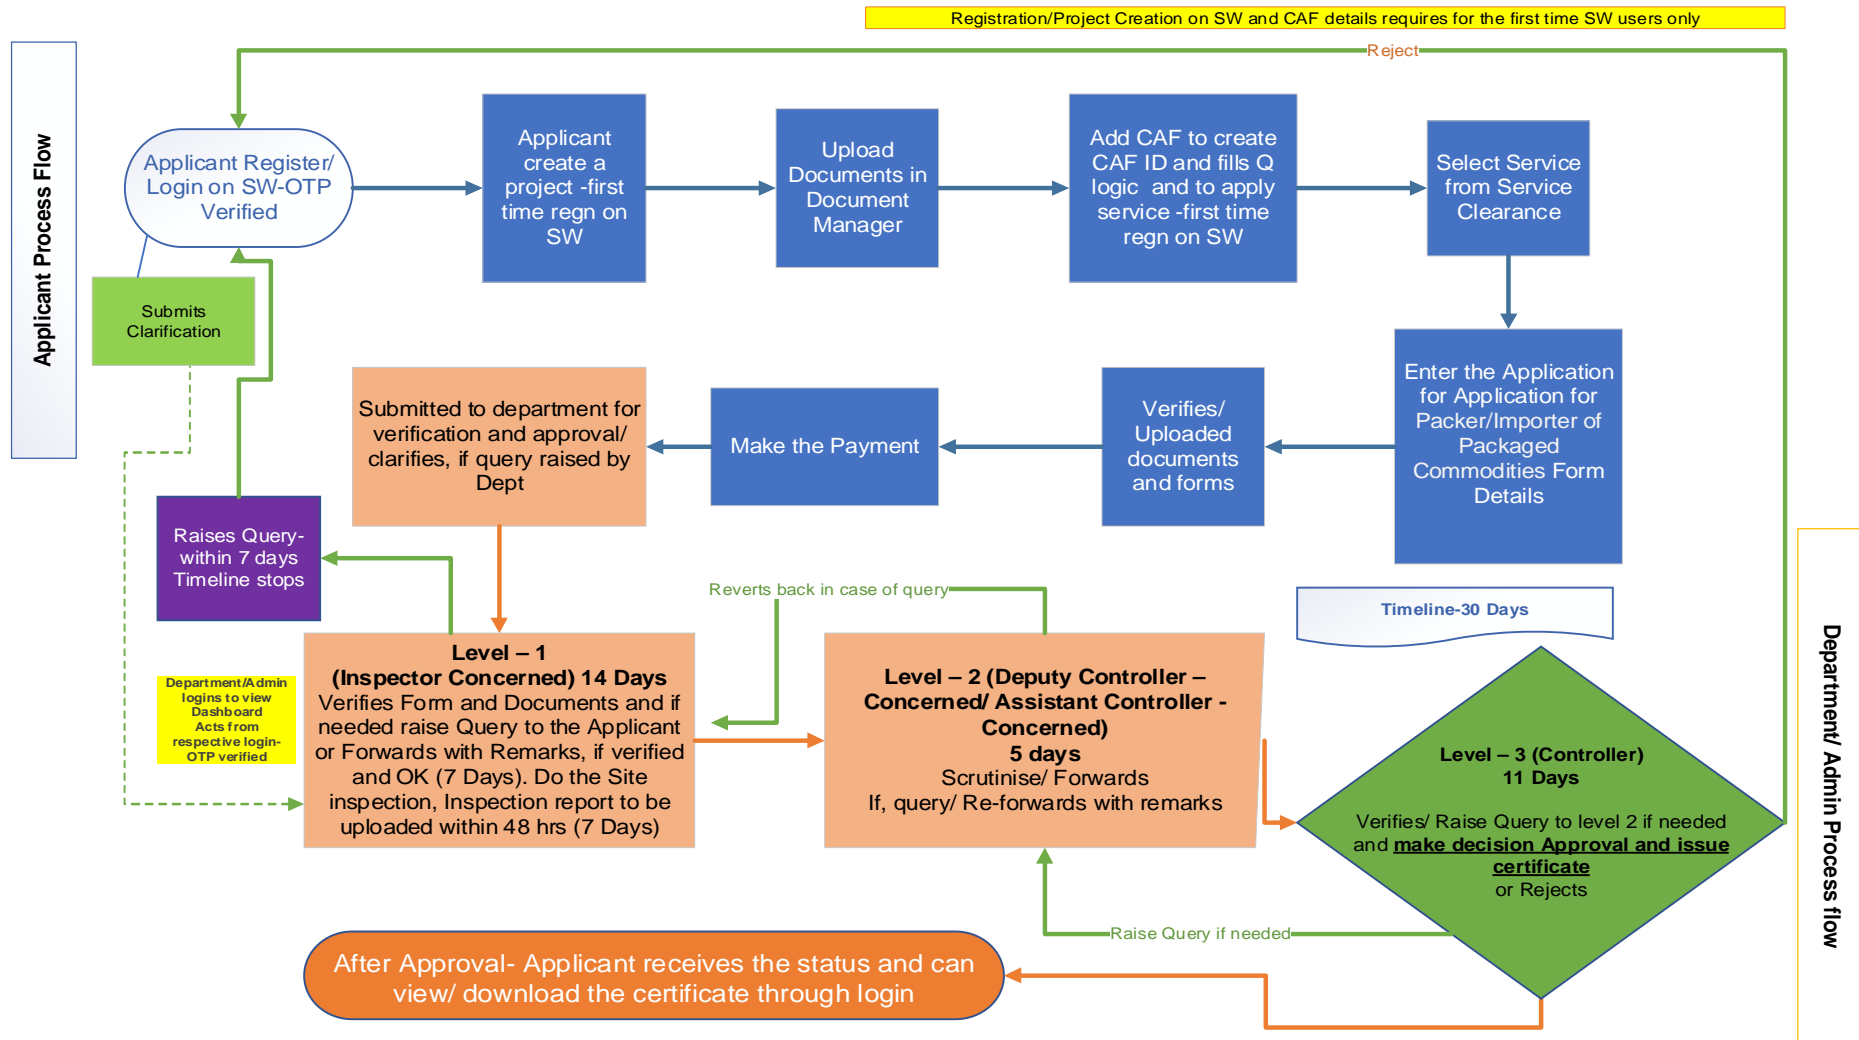 Registration/Project Creation on SW and CAF details requires for the first time SW users only
Reject
Applicant Process Flow
Applicant Register/
Login on SW-OTP
Verified
Applicant
create a
project -first
time regn on
SW
Upload
Documents in
Document
Manager
Add CAF to create
CAF ID and fills Q
logic and to apply
service -first time
regn on SW
Select Service
from Service
Clearance
Submits
Clarification
Enter the Application
for Application for
Packer/Importer of
Packaged
Commodities Form
Details
Verifies/
Uploaded
documents
and forms
Make the Payment
Submitted to department for
verification and approval/
clarifies, if query raised by
Dept
Raises Query-
within 7 days
Timeline stops
Reverts back in case of query
Timeline-30 Days
Department/Admin
logins to view
Dashboard
Acts from
respective login-
OTP verified
Level – 1
(Inspector Concerned) 14 Days
Verifies Form and Documents and if
needed raise Query to the Applicant
or Forwards with Remarks, if verified
and OK (7 Days). Do the Site
inspection, Inspection report to be
uploaded within 48 hrs (7 Days)
Level – 2 (Deputy Controller –
Concerned/ Assistant Controller -
Concerned)
5 days
Scrutinise/ Forwards
If, query/ Re-forwards with remarks
Level – 3 (Controller)
11 Days
Verifies/ Raise Query to level 2 if needed
and make decision Approval and issue
certificate
or Rejects
Department/ Admin Process flow
Raise Query if needed
After Approval- Applicant receives the status and can
view/ download the certificate through login